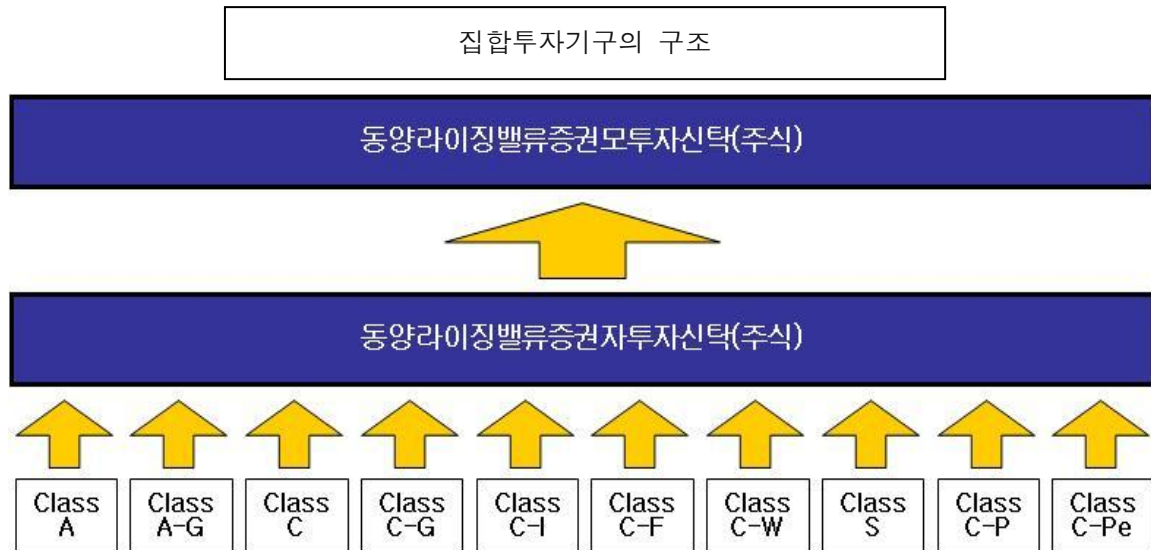 집합투자기구의 구조
동양라이징밸류증권모투자신탁(주식)
동양라이징밸류증권자투자신탁(주식)
Class
A
Class
A-G
Class
C
Class
C-G
Class
C-I
Class
C-F
Class
C-W
Class
S
Class
C-P
Class
C-Pe